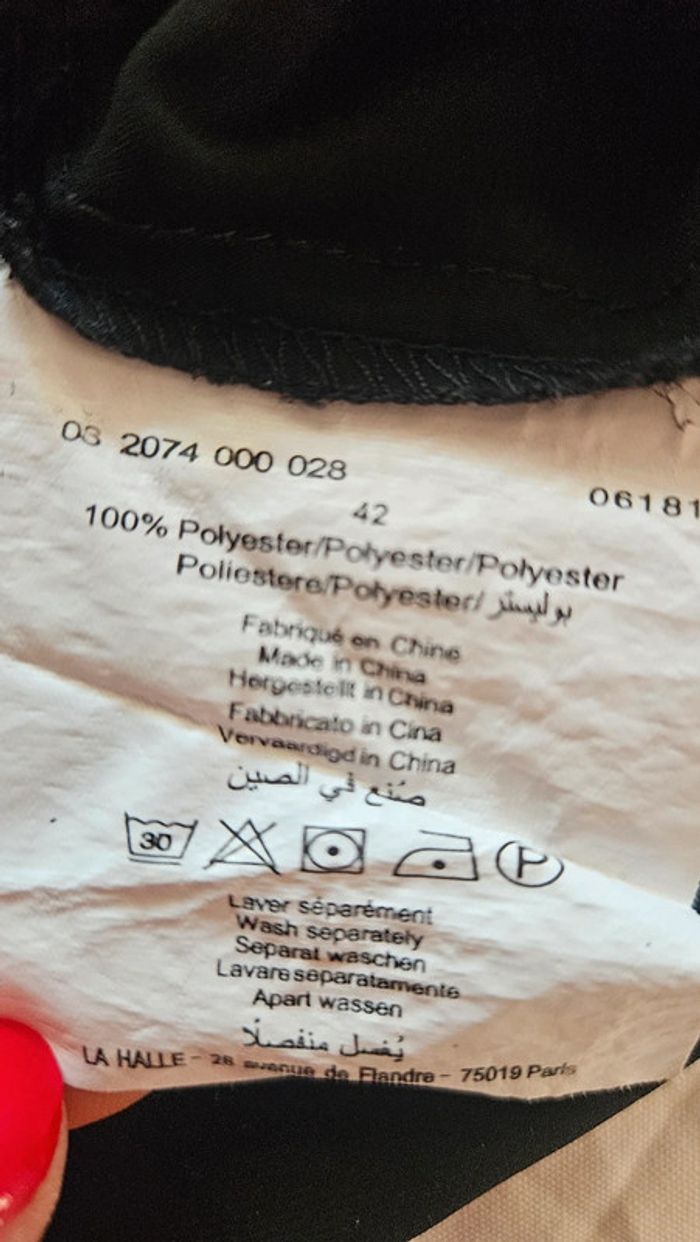 03 2074 000 028
06181
42
100% Polyester/Polyester/Polyester
Poliestere/Polyester/ بوليستر
Fabriqué en Chine
Made in China
Hergestellt in China
Fabbricato in Cina
Vervaardigd in China
صُنع في الصين
30
P
Laver séparément
Wash separately
Separat waschen
Lavare separatamente
Apart wassen
يُغسل منفصلًا
LA HALLE - 28 avenue de Flandre - 75019 Paris